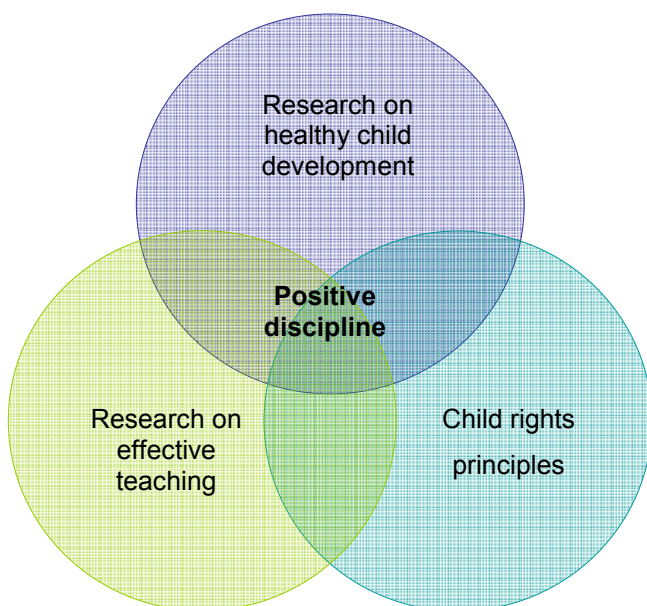 Research on
healthy child
development
Positive
discipline
Research on
effective
teaching
Child rights
principles